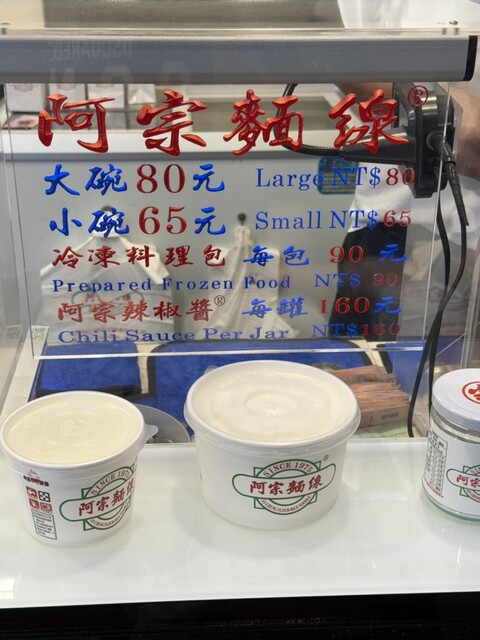 阿宗麵線®
大碗80元 Large NT$80
小碗65元 Small NT$65
冷凍料理包 每包 90 元
Prepared Frozen Food NT$ 90
阿宗辣椒醬® 每罐 160元
Chili Sauce Per Jar NT$160
SINCE 1975
阿宗麵線
SINCE 1975
阿宗麵線®